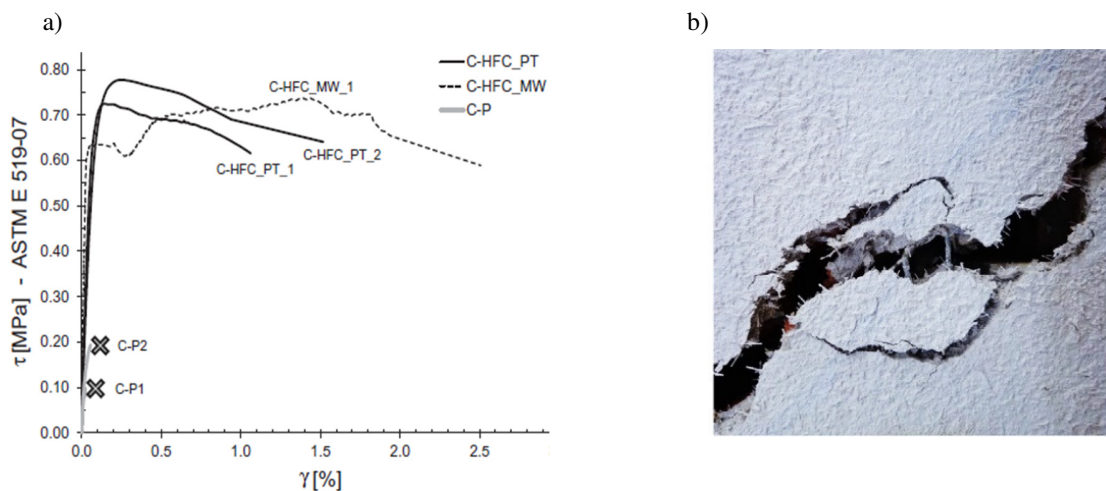 a)
b)
C-HFC_PT
C-HFC_MW
C-P
0.80
0.70
0.60
0.50
0.40
0.30
0.20
0.10
0.00
τ [MPa] - ASTM E 519-07
C-HFC_MW_1
C-HFC_PT_2
C-HFC_PT_1
C-P2
C-P1
0.0 0.5 1.0 1.5 2.0 2.5
γ [%]